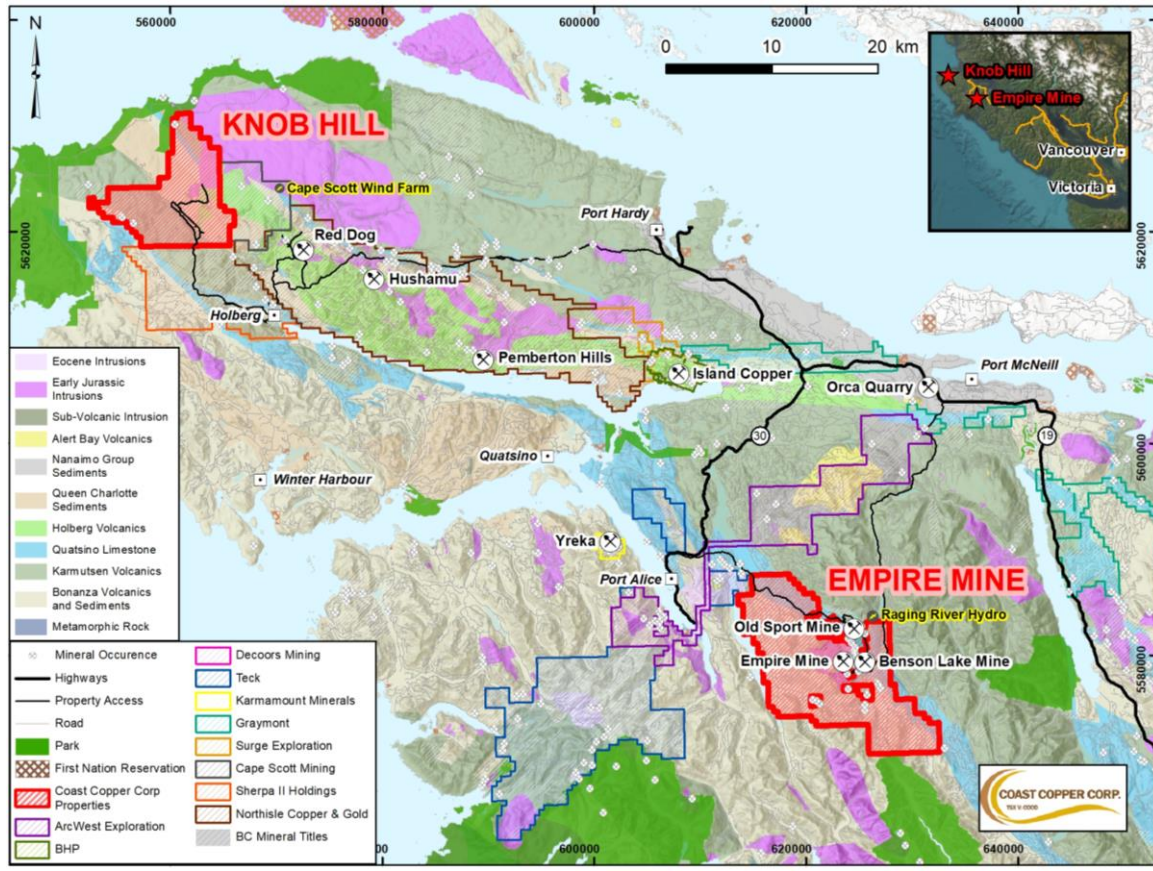 560000
580000
600000
620000
640000
N
0
10
20 km
Knob Hill
Empire Mine
Vancouver
Victoria
KNOB HILL
Cape Scott Wind Farm
Port Hardy
5620000
5620000
Red Dog
Hushamu
Holberg
Pemberton Hills
Island Copper
Port McNeill
Orca Quarry
30
19
Quatsino
Winter Harbour
5600000
Yreka
Port Alice
EMPIRE MINE
Raging River Hydro
Old Sport Mine
Empire Mine
Benson Lake Mine
5580000
Eocene Intrusions
Early Jurassic
Intrusions
Sub-Volcanic Intrusion
Alert Bay Volcanics
Nanaimo Group
Sediments
Queen Charlotte
Sediments
Holberg Volcanics
Quatsino Limestone
Karmutsen Volcanics
Bonanza Volcanics
and Sediments
Metamorphic Rock
Mineral Occurence
Highways
Property Access
Road
Park
First Nation Reservation
Coast Copper Corp
Properties
ArcWest Exploration
BHP
Decoors Mining
Teck
Karmamount Minerals
Graymont
Surge Exploration
Cape Scott Mining
Sherpa II Holdings
Northisle Copper & Gold
BC Mineral Titles
COAST COPPER CORP.
TSX V: COCO
600000
620000
640000